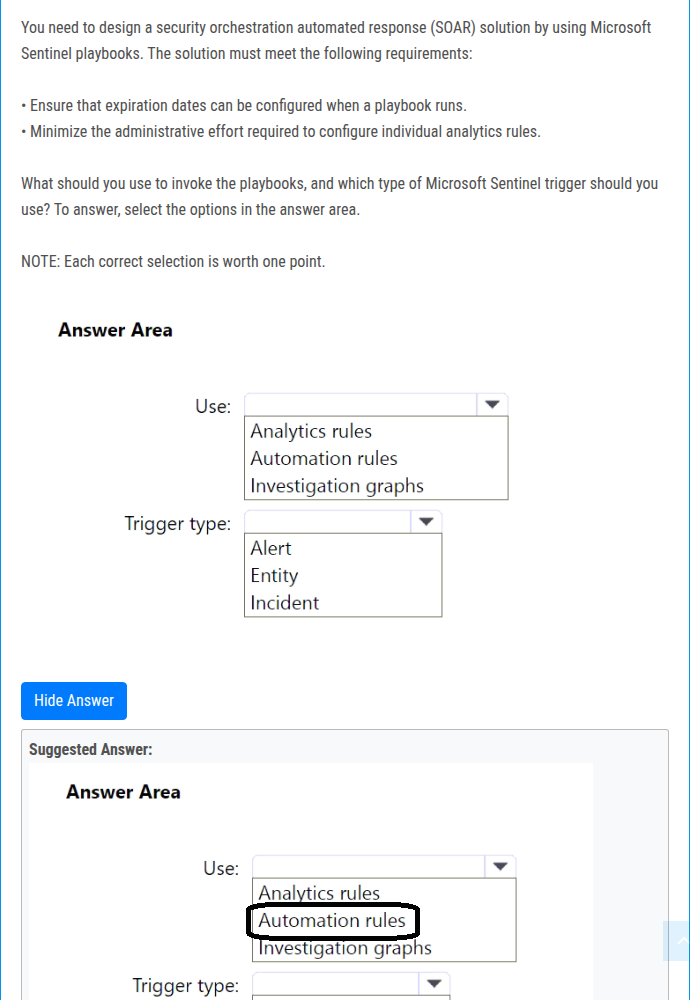 You need to design a security orchestration automated response (SOAR) solution by using Microsoft
Sentinel playbooks. The solution must meet the following requirements:
• Ensure that expiration dates can be configured when a playbook runs.
• Minimize the administrative effort required to configure individual analytics rules.
What should you use to invoke the playbooks, and which type of Microsoft Sentinel trigger should you
use? To answer, select the options in the answer area.
NOTE: Each correct selection is worth one point.
Answer Area
Use:
Analytics rules
Automation rules
Investigation graphs
Trigger type:
Alert
Entity
Incident
Hide Answer
Suggested Answer:
Answer Area
Use:
Analytics rules
Automation rules
Investigation graphs
Trigger type: